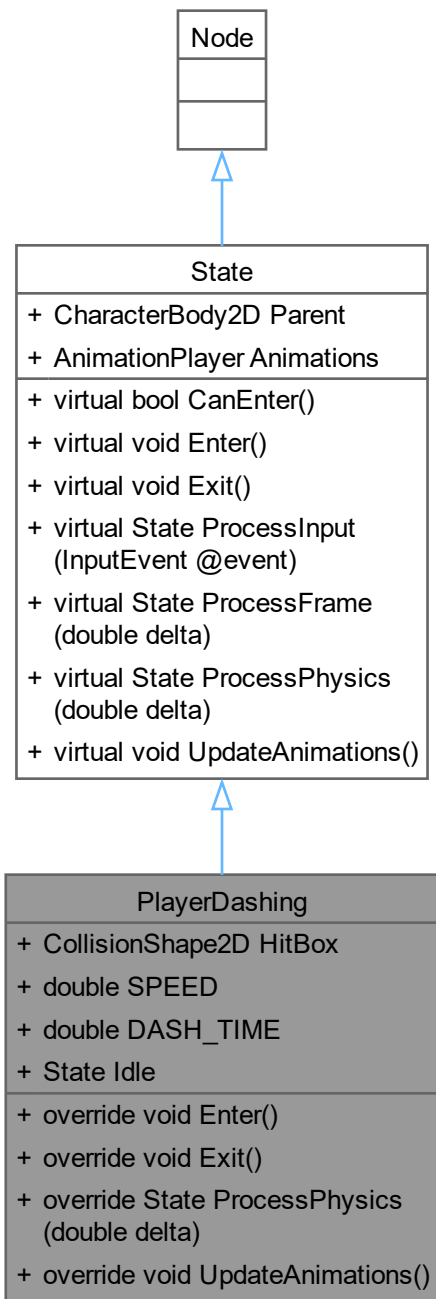 Node
State
+ CharacterBody2D Parent
+ AnimationPlayer Animations
+ virtual bool CanEnter()
+ virtual void Enter()
+ virtual void Exit()
+ virtual State ProcessInput
(InputEvent @event)
+ virtual State ProcessFrame
(double delta)
+ virtual State ProcessPhysics
(double delta)
+ virtual void UpdateAnimations()
PlayerDashing
+ CollisionShape2D HitBox
+ double SPEED
+ double DASH_TIME
+ State Idle
+ override void Enter()
+ override void Exit()
+ override State ProcessPhysics
(double delta)
+ override void UpdateAnimations()